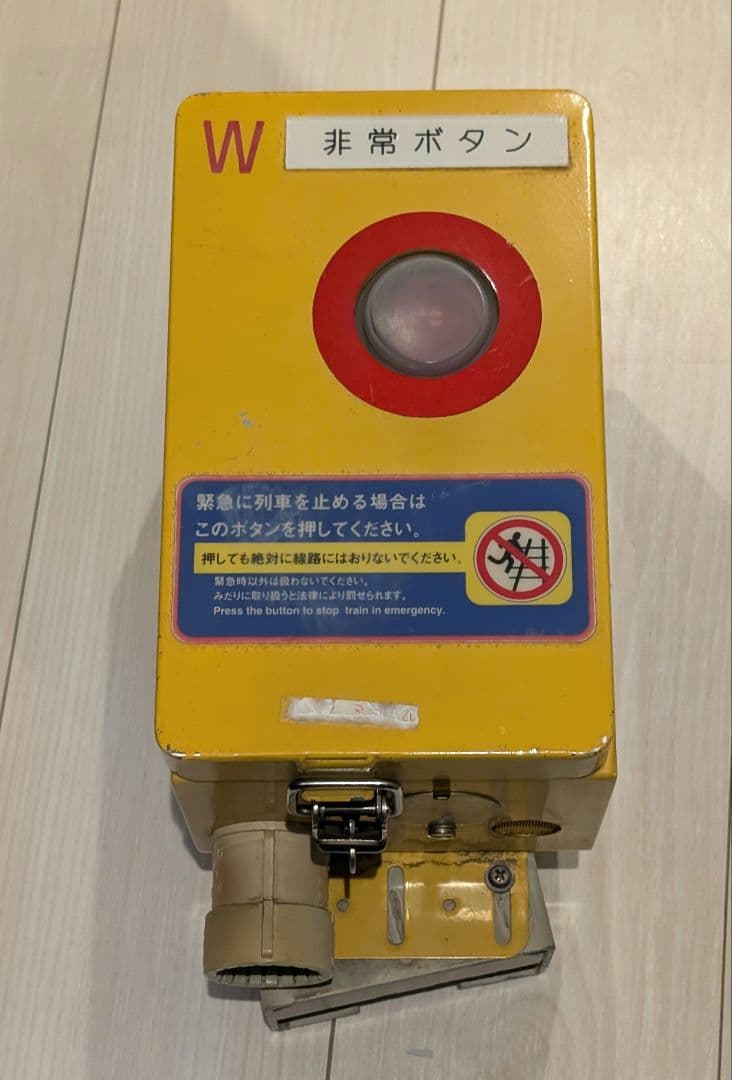 W
非常ボタン
緊急に列車を止める場合は
このボタンを押してください。
押しても絶対に線路にはおりないでください。
緊急時以外は扱わないでください。
みだりに取り扱うと法律により罰せられます。
Press the button to stop train in emergency.